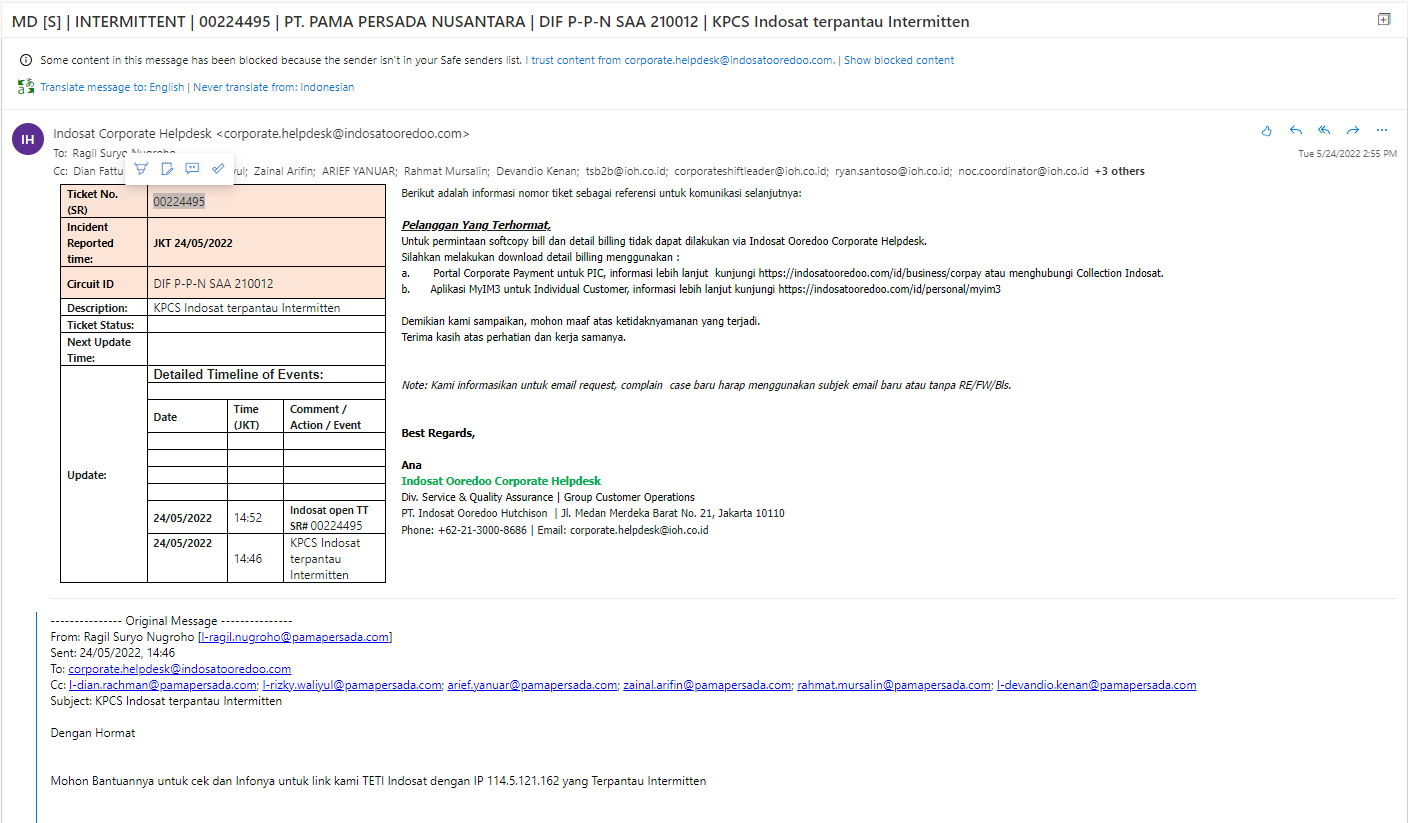 MD [S] | INTERMITTENT | 00224495 | PT. PAMA PERSADA NUSANTARA | DIF P-P-N SAA 210012 | KPCS Indosat terpantau Intermitten
Some content in this message has been blocked because the sender isn't in your Safe senders list. I trust content from corporate.helpdesk@indosatooredoo.com. | Show blocked content
Translate message to: English | Never translate from: Indonesian
IH
Indosat Corporate Helpdesk <corporate.helpdesk@indosatooredoo.com>
To: Ragil Suryo Nugroho
Tue 5/24/2022 2:55 PM
Cc: Dian Fattu yul; Zainal Arifin; ARIEF YANUAR; Rahmat Mursalin; Devandio Kenan; tsb2b@ioh.co.id; corporateshiftleader@ioh.co.id; ryan.santoso@ioh.co.id; noc.coordinator@ioh.co.id +3 others
Ticket No.
(SR)
00224495
Incident
Reported
time:
JKT 24/05/2022
Circuit ID
DIF P-P-N SAA 210012
Description:
KPCS Indosat terpantau Intermitten
Ticket Status:
Next Update
Time:
Update:
Detailed Timeline of Events:
Date
Time
(JKT)
Comment /
Action / Event
24/05/2022
14:52
Indosat open TT
SR# 00224495
24/05/2022
14:46
KPCS Indosat
terpantau
Intermitten
Berikut adalah informasi nomor tiket sebagai referensi untuk komunikasi selanjutnya:
Pelanggan Yang Terhormat,
Untuk permintaan softcopy bill dan detail billing tidak dapat dilakukan via Indosat Ooredoo Corporate Helpdesk.
Silahkan melakukan download detail billing menggunakan :
a. Portal Corporate Payment untuk PIC, informasi lebih lanjut kunjungi https://indosatooredoo.com/id/business/corpay atau menghubungi Collection Indosat.
b. Aplikasi MyIM3 untuk Individual Customer, informasi lebih lanjut kunjungi https://indosatooredoo.com/id/personal/myim3
Demikian kami sampaikan, mohon maaf atas ketidaknyamanan yang terjadi.
Terima kasih atas perhatian dan kerja samanya.
Note: Kami informasikan untuk email request, complain case baru harap menggunakan subjek email baru atau tanpa RE/FW/Bls.
Best Regards,
Ana
Indosat Ooredoo Corporate Helpdesk
Div. Service & Quality Assurance | Group Customer Operations
PT. Indosat Ooredoo Hutchison | Jl. Medan Merdeka Barat No. 21, Jakarta 10110
Phone: +62-21-3000-8686 | Email: corporate.helpdesk@ioh.co.id
--------------- Original Message ---------------
From: Ragil Suryo Nugroho [l-ragil.nugroho@pamapersada.com]
Sent: 24/05/2022, 14:46
To: corporate.helpdesk@indosatooredoo.com
Cc: l-dian.rachman@pamapersada.com; l-rizky.waliyul@pamapersada.com; arief.yanuar@pamapersada.com; zainal.arifin@pamapersada.com; rahmat.mursalin@pamapersada.com; l-devandio.kenan@pamapersada.com
Subject: KPCS Indosat terpantau Intermitten
Dengan Hormat
Mohon Bantuannya untuk cek dan Infonya untuk link kami TETI Indosat dengan IP 114.5.121.162 yang Terpantau Intermitten